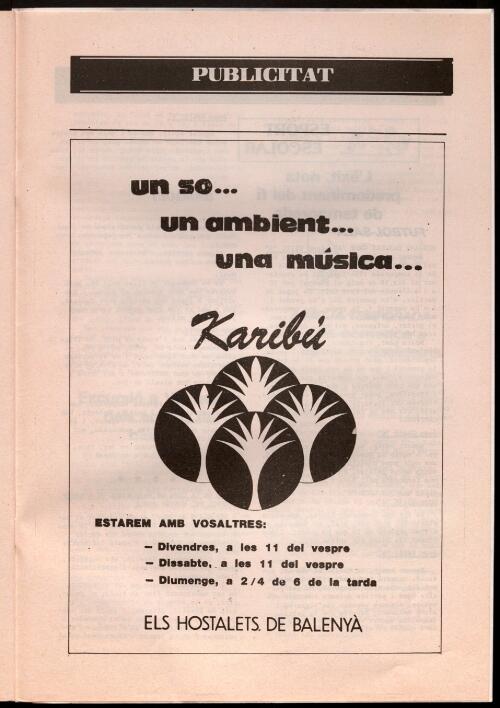 PUBLICITAT
un so...
un ambient...
una música...
Karibú
ESTAREM AMB VOSALTRES:
— Divendres, a les 11 del vespre
— Dissabte, a les 11 del vespre
— Diumenge, a 2/4 de 6 de la tarda
ELS HOSTALETS. DE BALENYÀ